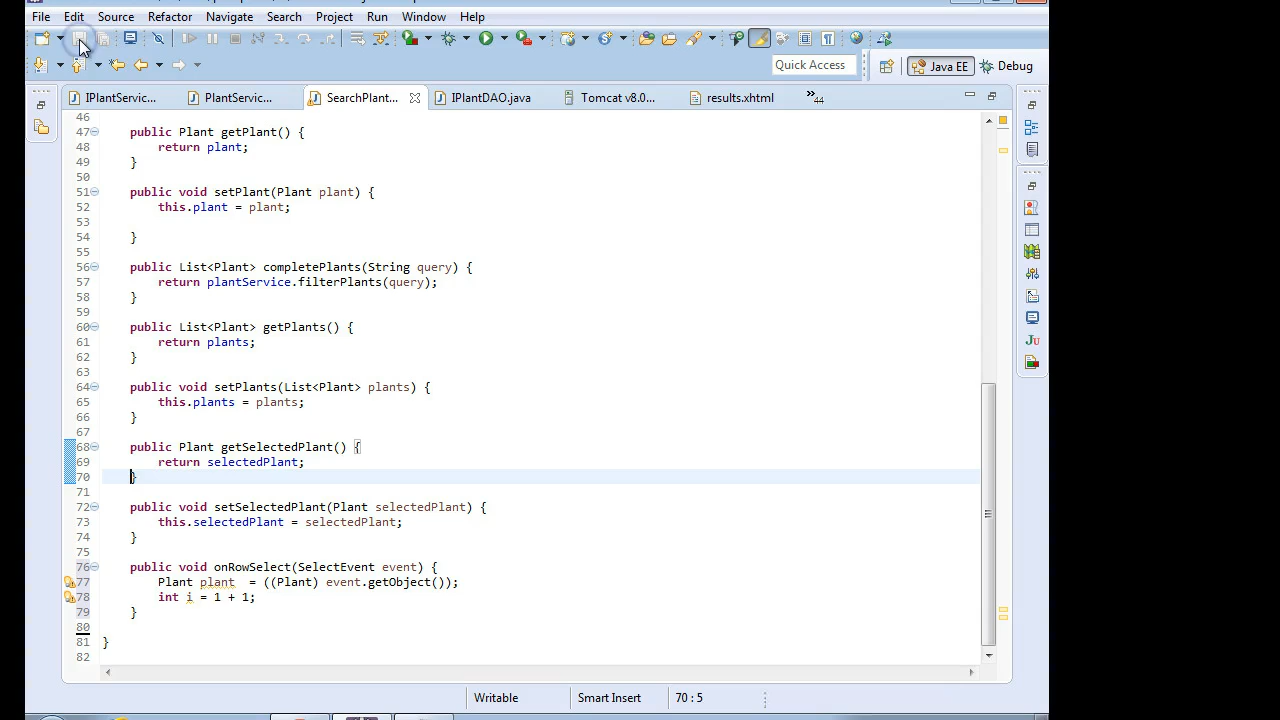 File Edit Source Refactor Navigate Search Project Run Window Help
Quick Access
Java EE
Debug
IPlantServic...
PlantServic...
SearchPlant...
IPlantDAO.java
Tomcat v8.0...
results.xhtml
»44
46
47 public Plant getPlant() {
48 return plant;
49 }
50
51 public void setPlant(Plant plant) {
52 this.plant = plant;
53
54 }
55
56 public List<Plant> completePlants(String query) {
57 return plantService.filterPlants(query);
58 }
59
60 public List<Plant> getPlants() {
61 return plants;
62 }
63
64 public void setPlants(List<Plant> plants) {
65 this.plants = plants;
66 }
67
68 public Plant getSelectedPlant() {
69 return selectedPlant;
70 }
71
72 public void setSelectedPlant(Plant selectedPlant) {
73 this.selectedPlant = selectedPlant;
74 }
75
76 public void onRowSelect(SelectEvent event) {
77 Plant plant = ((Plant) event.getObject());
78 int i = 1 + 1;
79 }
80
81 }
82
Writable
Smart Insert
70 : 5